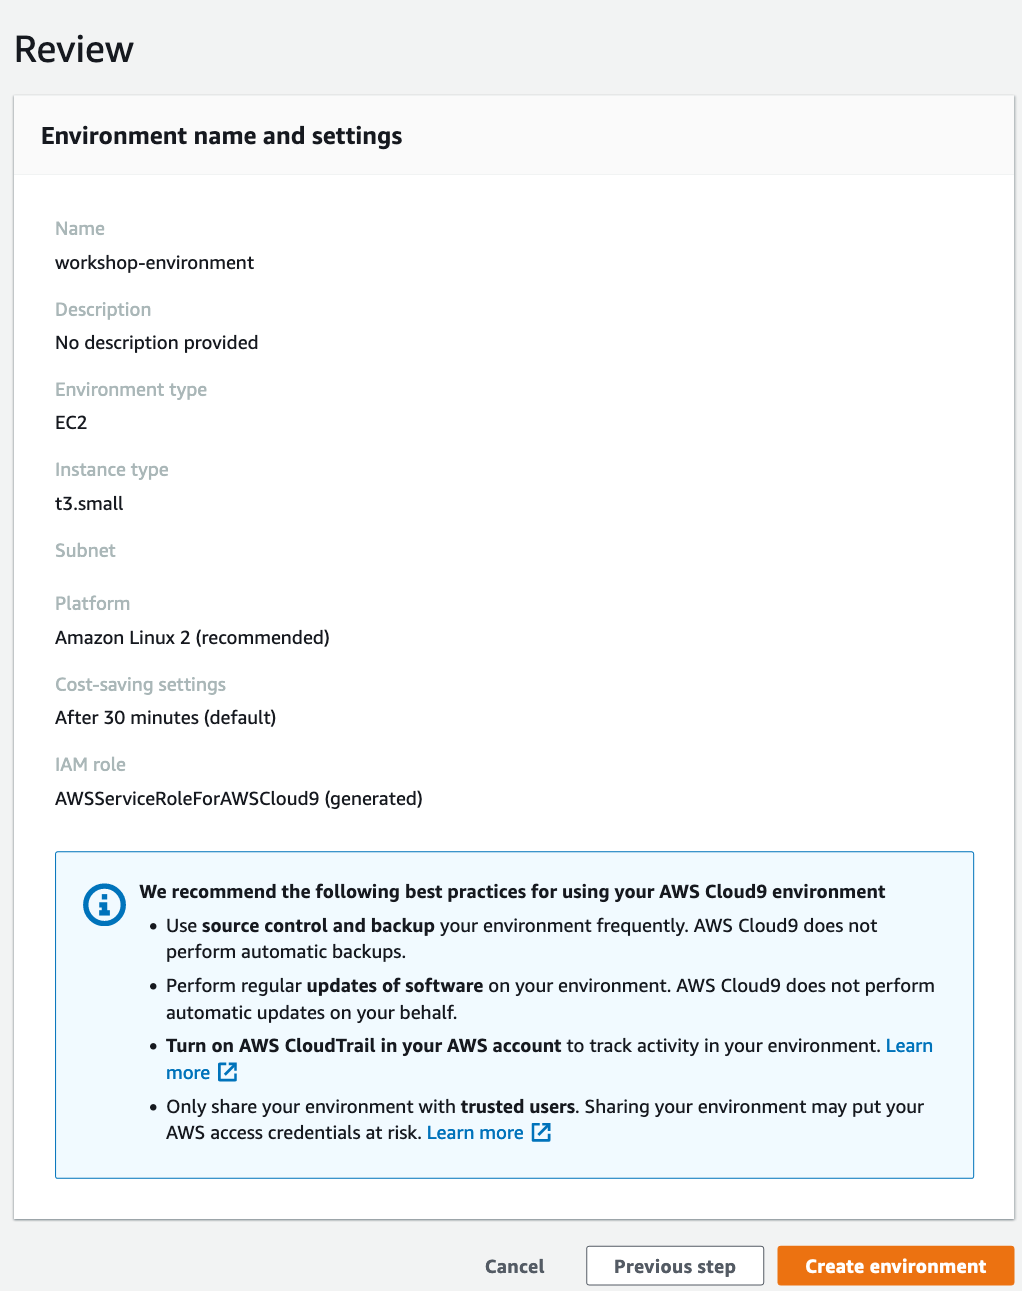 Review
Environment name and settings
Name
workshop-environment
Description
No description provided
Environment type
EC2
Instance type
t3.small
Subnet
Platform
Amazon Linux 2 (recommended)
Cost-saving settings
After 30 minutes (default)
IAM role
AWSServiceRoleForAWSCloud9 (generated)
We recommend the following best practices for using your AWS Cloud9 environment
• Use source control and backup your environment frequently. AWS Cloud9 does not
perform automatic backups.
• Perform regular updates of software on your environment. AWS Cloud9 does not perform
automatic updates on your behalf.
• Turn on AWS CloudTrail in your AWS account to track activity in your environment. Learn
more
• Only share your environment with trusted users. Sharing your environment may put your
AWS access credentials at risk. Learn more
Cancel Previous step Create environment